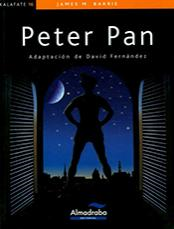 KALAFATE 16
JAMES M. BARRIE
Peter Pan
Adaptación de David Fernández
Almadraba